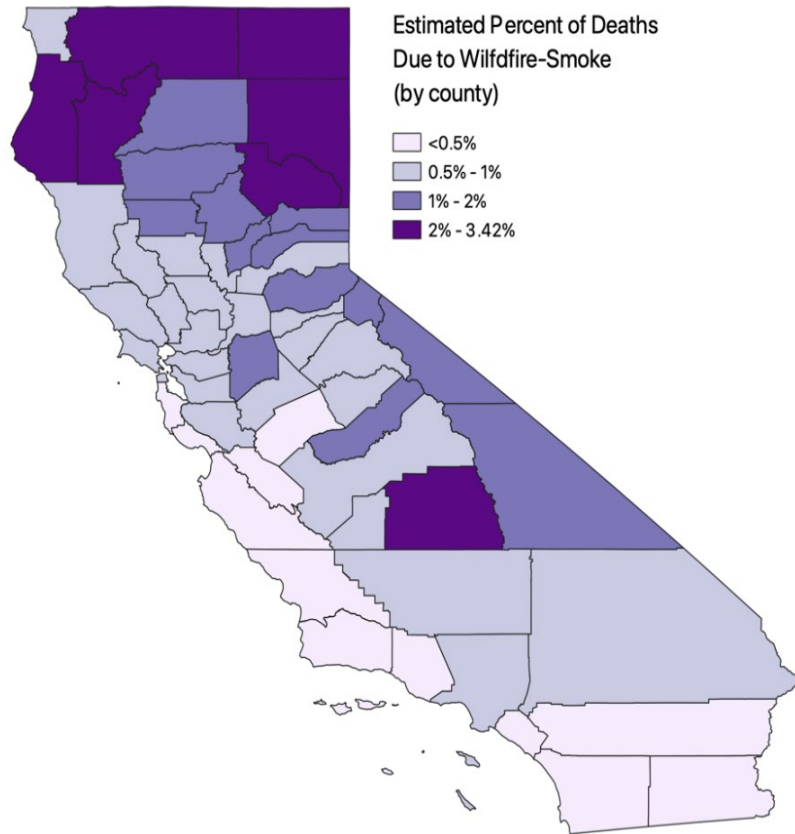 Estimated Percent of Deaths
Due to Wilfdfire-Smoke
(by county)
<0.5%
0.5% - 1%
1% - 2%
2% - 3.42%